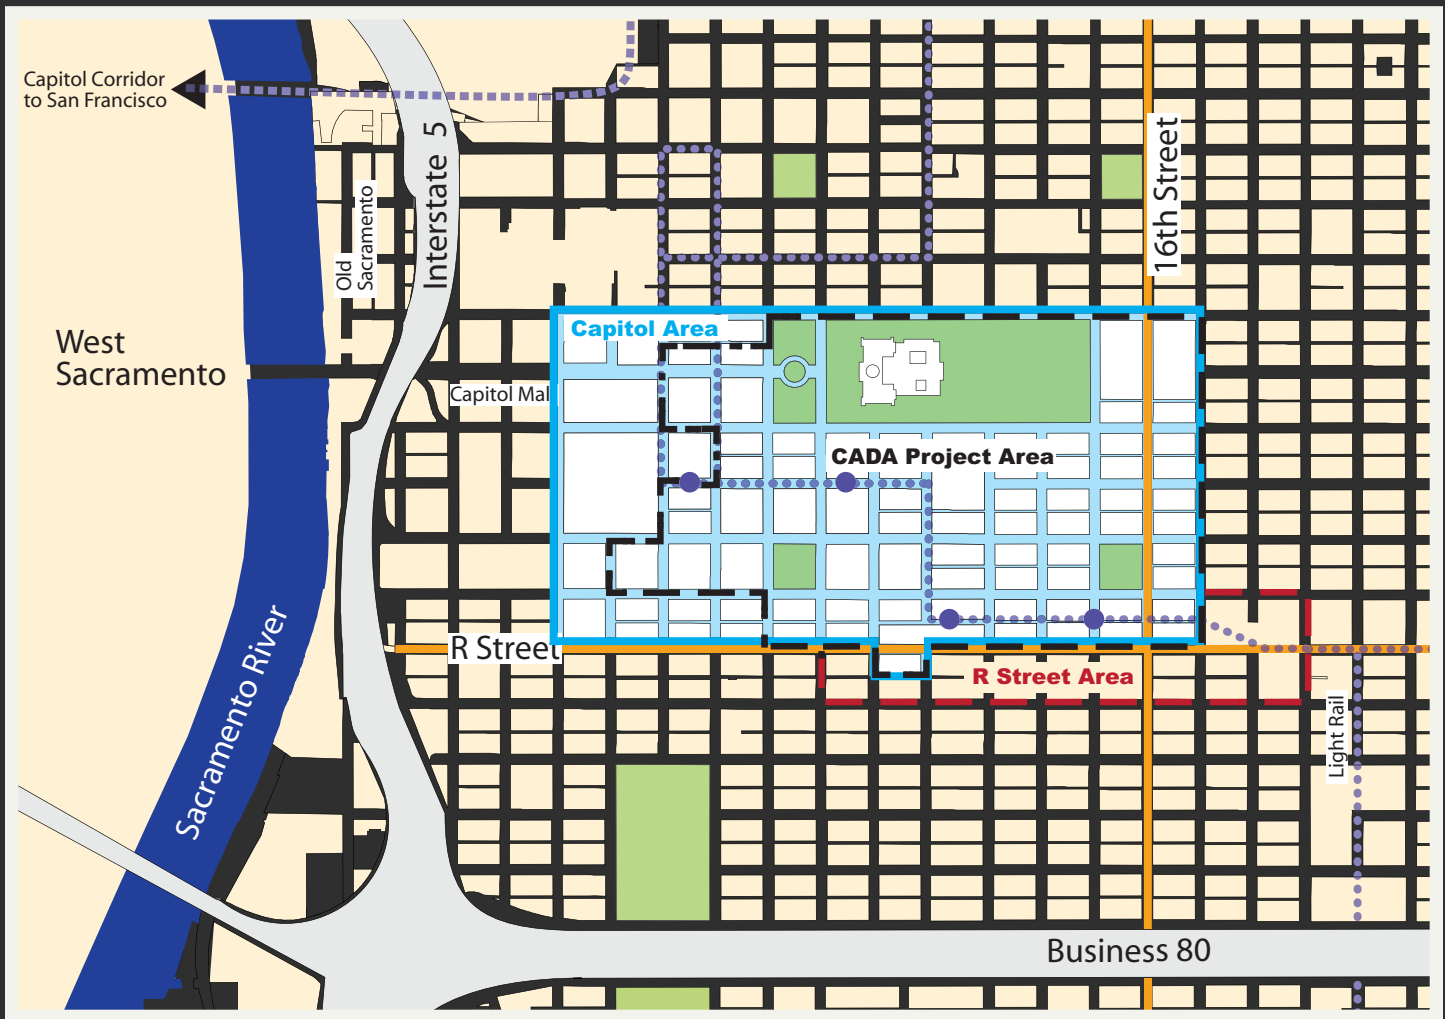 Capitol Corridor
to San Francisco
Interstate 5
16th Street
Old
Sacramento
Capitol Area
West
Sacramento
Capitol Mal
CADA Project Area
R Street
R Street Area
Sacramento River
Light Rail
Business 80